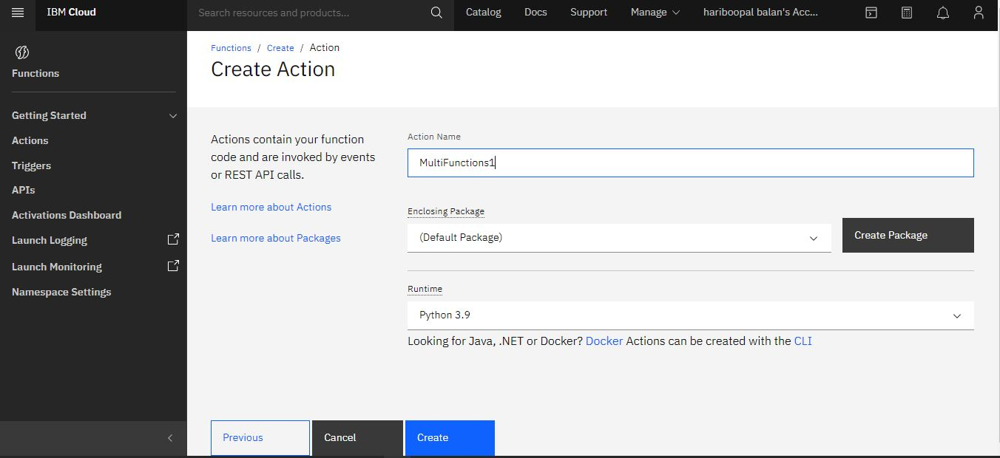 IBM Cloud
Search resources and products...
Catalog
Docs
Support
Manage
hariboopal balan's Acc...
Functions
Getting Started
Actions
Triggers
APIs
Activations Dashboard
Launch Logging
Launch Monitoring
Namespace Settings
Functions / Create / Action
Create Action
Actions contain your function
code and are invoked by events
or REST API calls.
Learn more about Actions
Learn more about Packages
Action Name
MultiFunctions1
Enclosing Package
(Default Package)
Create Package
Runtime
Python 3.9
Looking for Java, .NET or Docker? Docker Actions can be created with the CLI
Previous
Cancel
Create